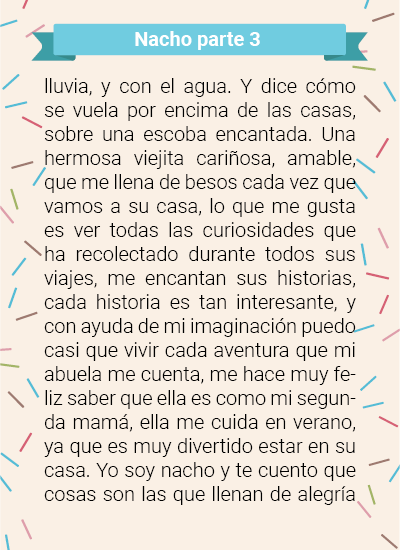 Nacho parte 3
lluvia, y con el agua. Y dice cómo
se vuela por encima de las casas,
sobre una escoba encantada. Una
hermosa viejita cariñosa, amable,
que me llena de besos cada vez que
vamos a su casa, lo que me gusta
es ver todas las curiosidades que
ha recolectado durante todos sus
viajes, me encantan sus historias,
cada historia es tan interesante, y
con ayuda de mi imaginación puedo
casi que vivir cada aventura que mi
abuela me cuenta, me hace muy fe-
liz saber que ella es como mi segun-
da mamá, ella me cuida en verano,
ya que es muy divertido estar en su
casa. Yo soy nacho y te cuento que
cosas son las que llenan de alegría